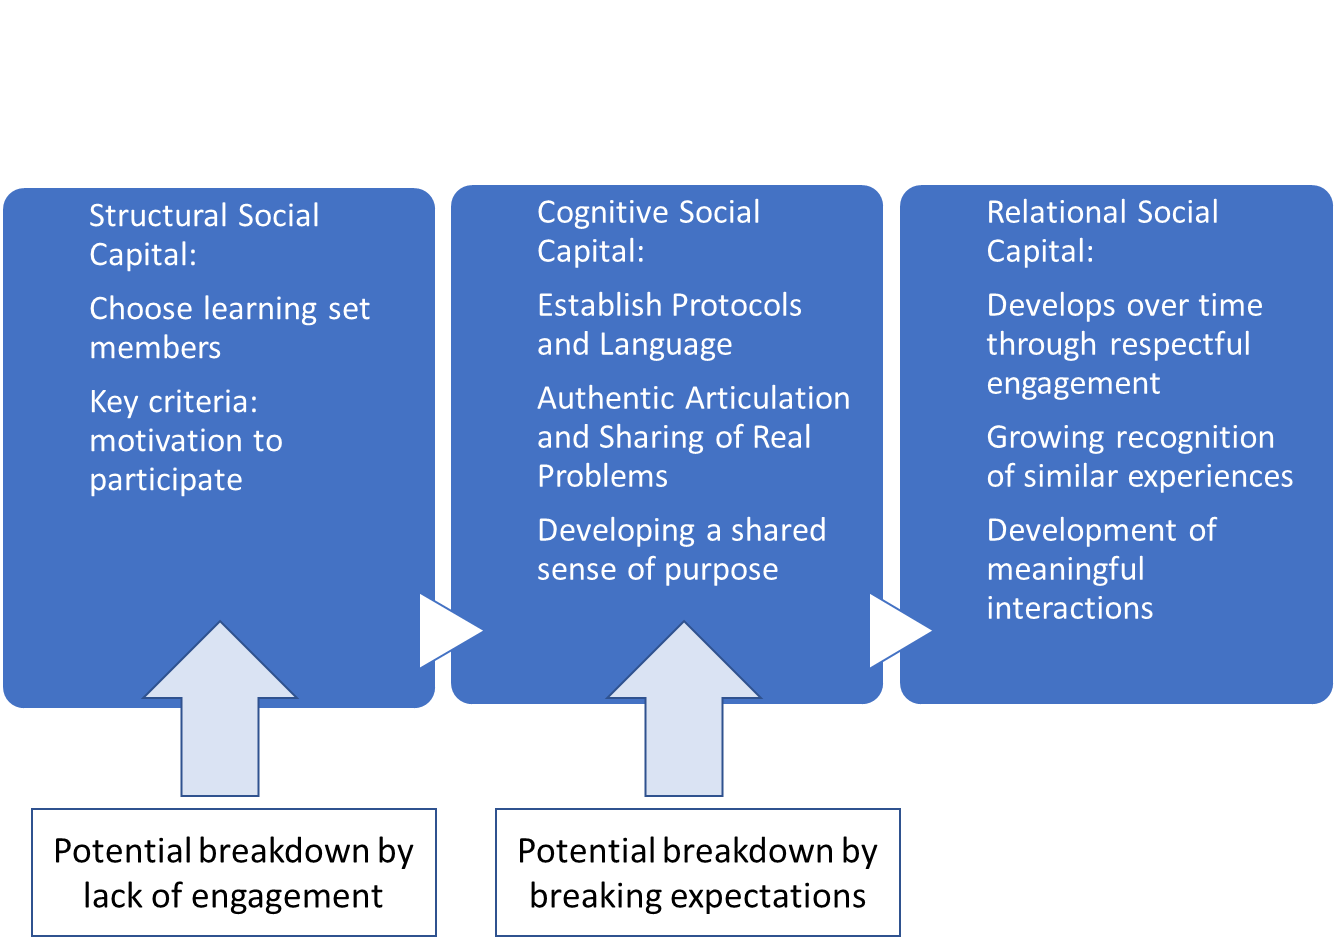 Structural Social
Capital:
Choose learning set
members
Key criteria:
motivation to
participate
Cognitive Social
Capital:
Establish Protocols
and Language
Authentic Articulation
and Sharing of Real
Problems
Developing a shared
sense of purpose
Relational Social
Capital:
Develops over time
through respectful
engagement
Growing recognition
of similar experiences
Development of
meaningful
interactions
Potential breakdown by
lack of engagement
Potential breakdown by
breaking expectations